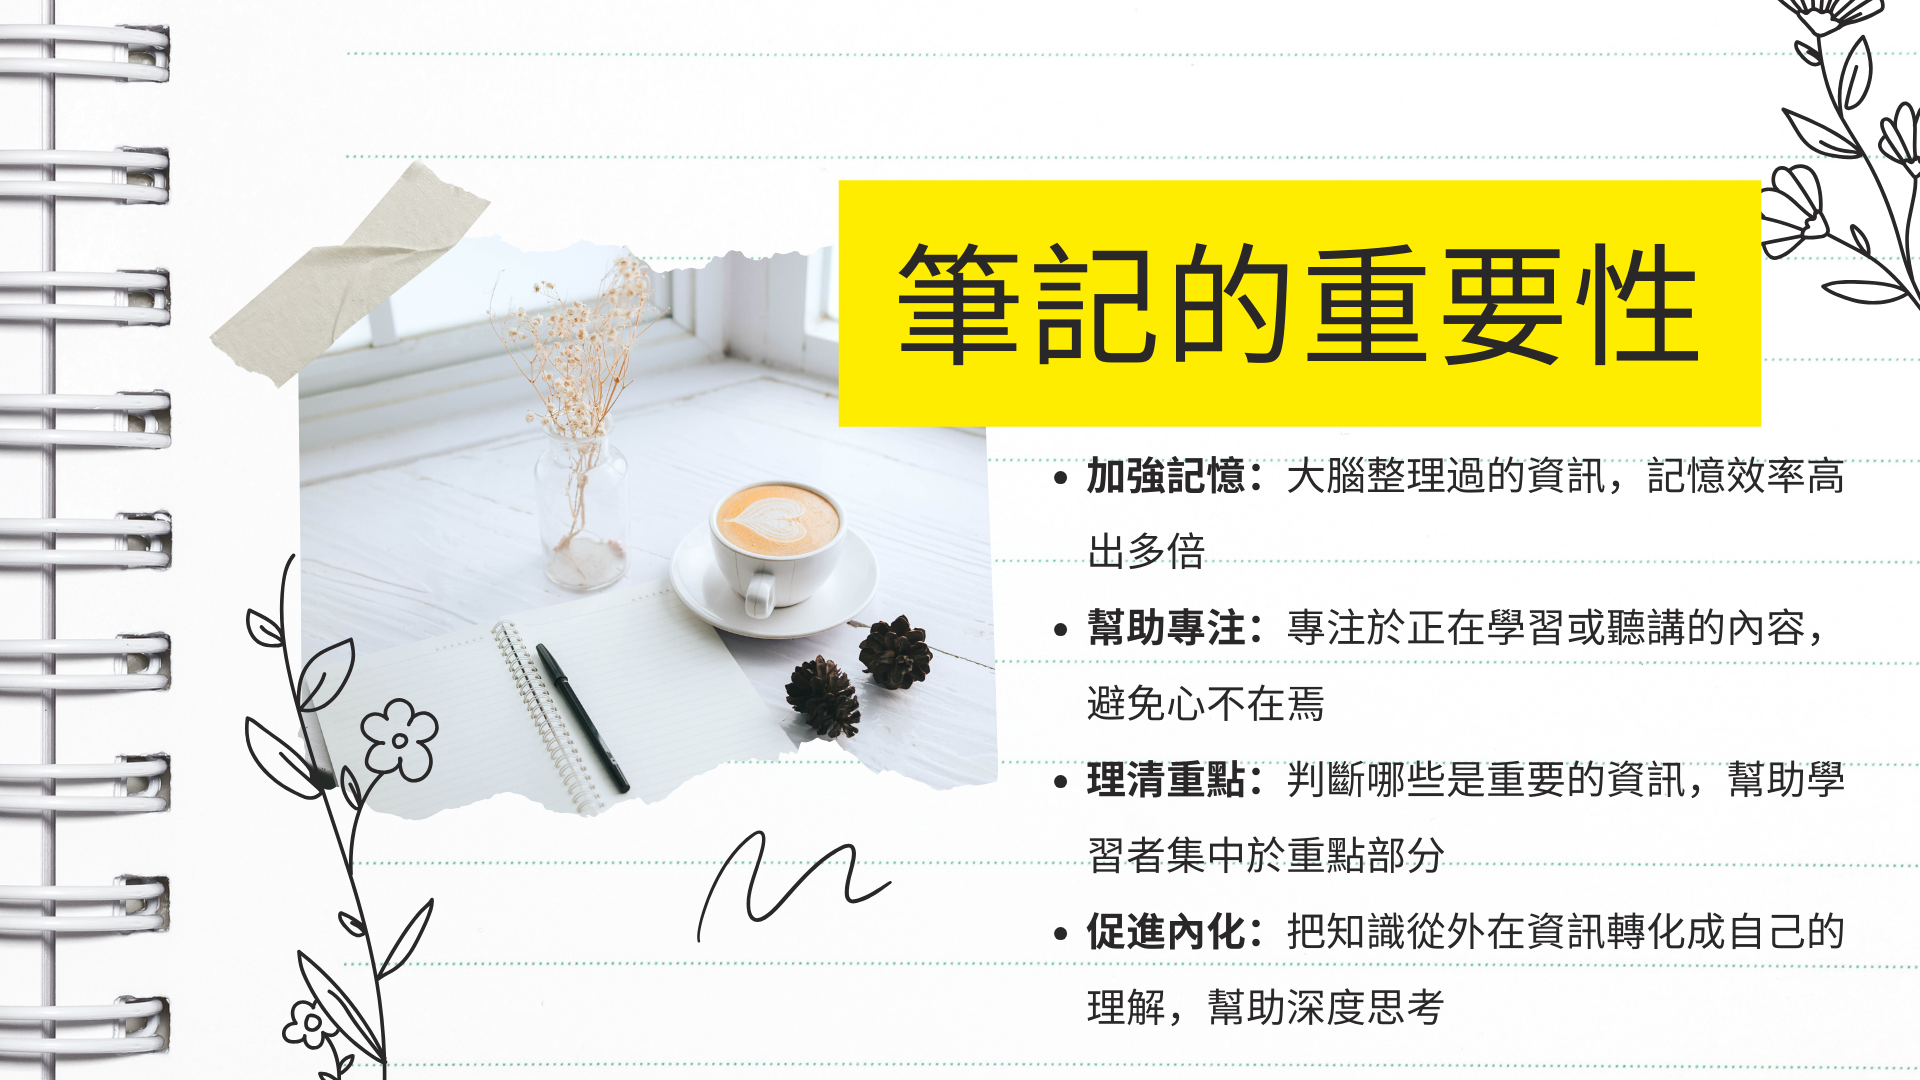 筆記的重要性
• 加強記憶：大腦整理過的資訊，記憶效率高
出多倍
• 幫助專注：專注於正在學習或聽講的內容，
避免心不在焉
• 理清重點：判斷哪些是重要的資訊，幫助學
習者集中於重點部分
• 促進內化：把知識從外在資訊轉化成自己的
理解，幫助深度思考